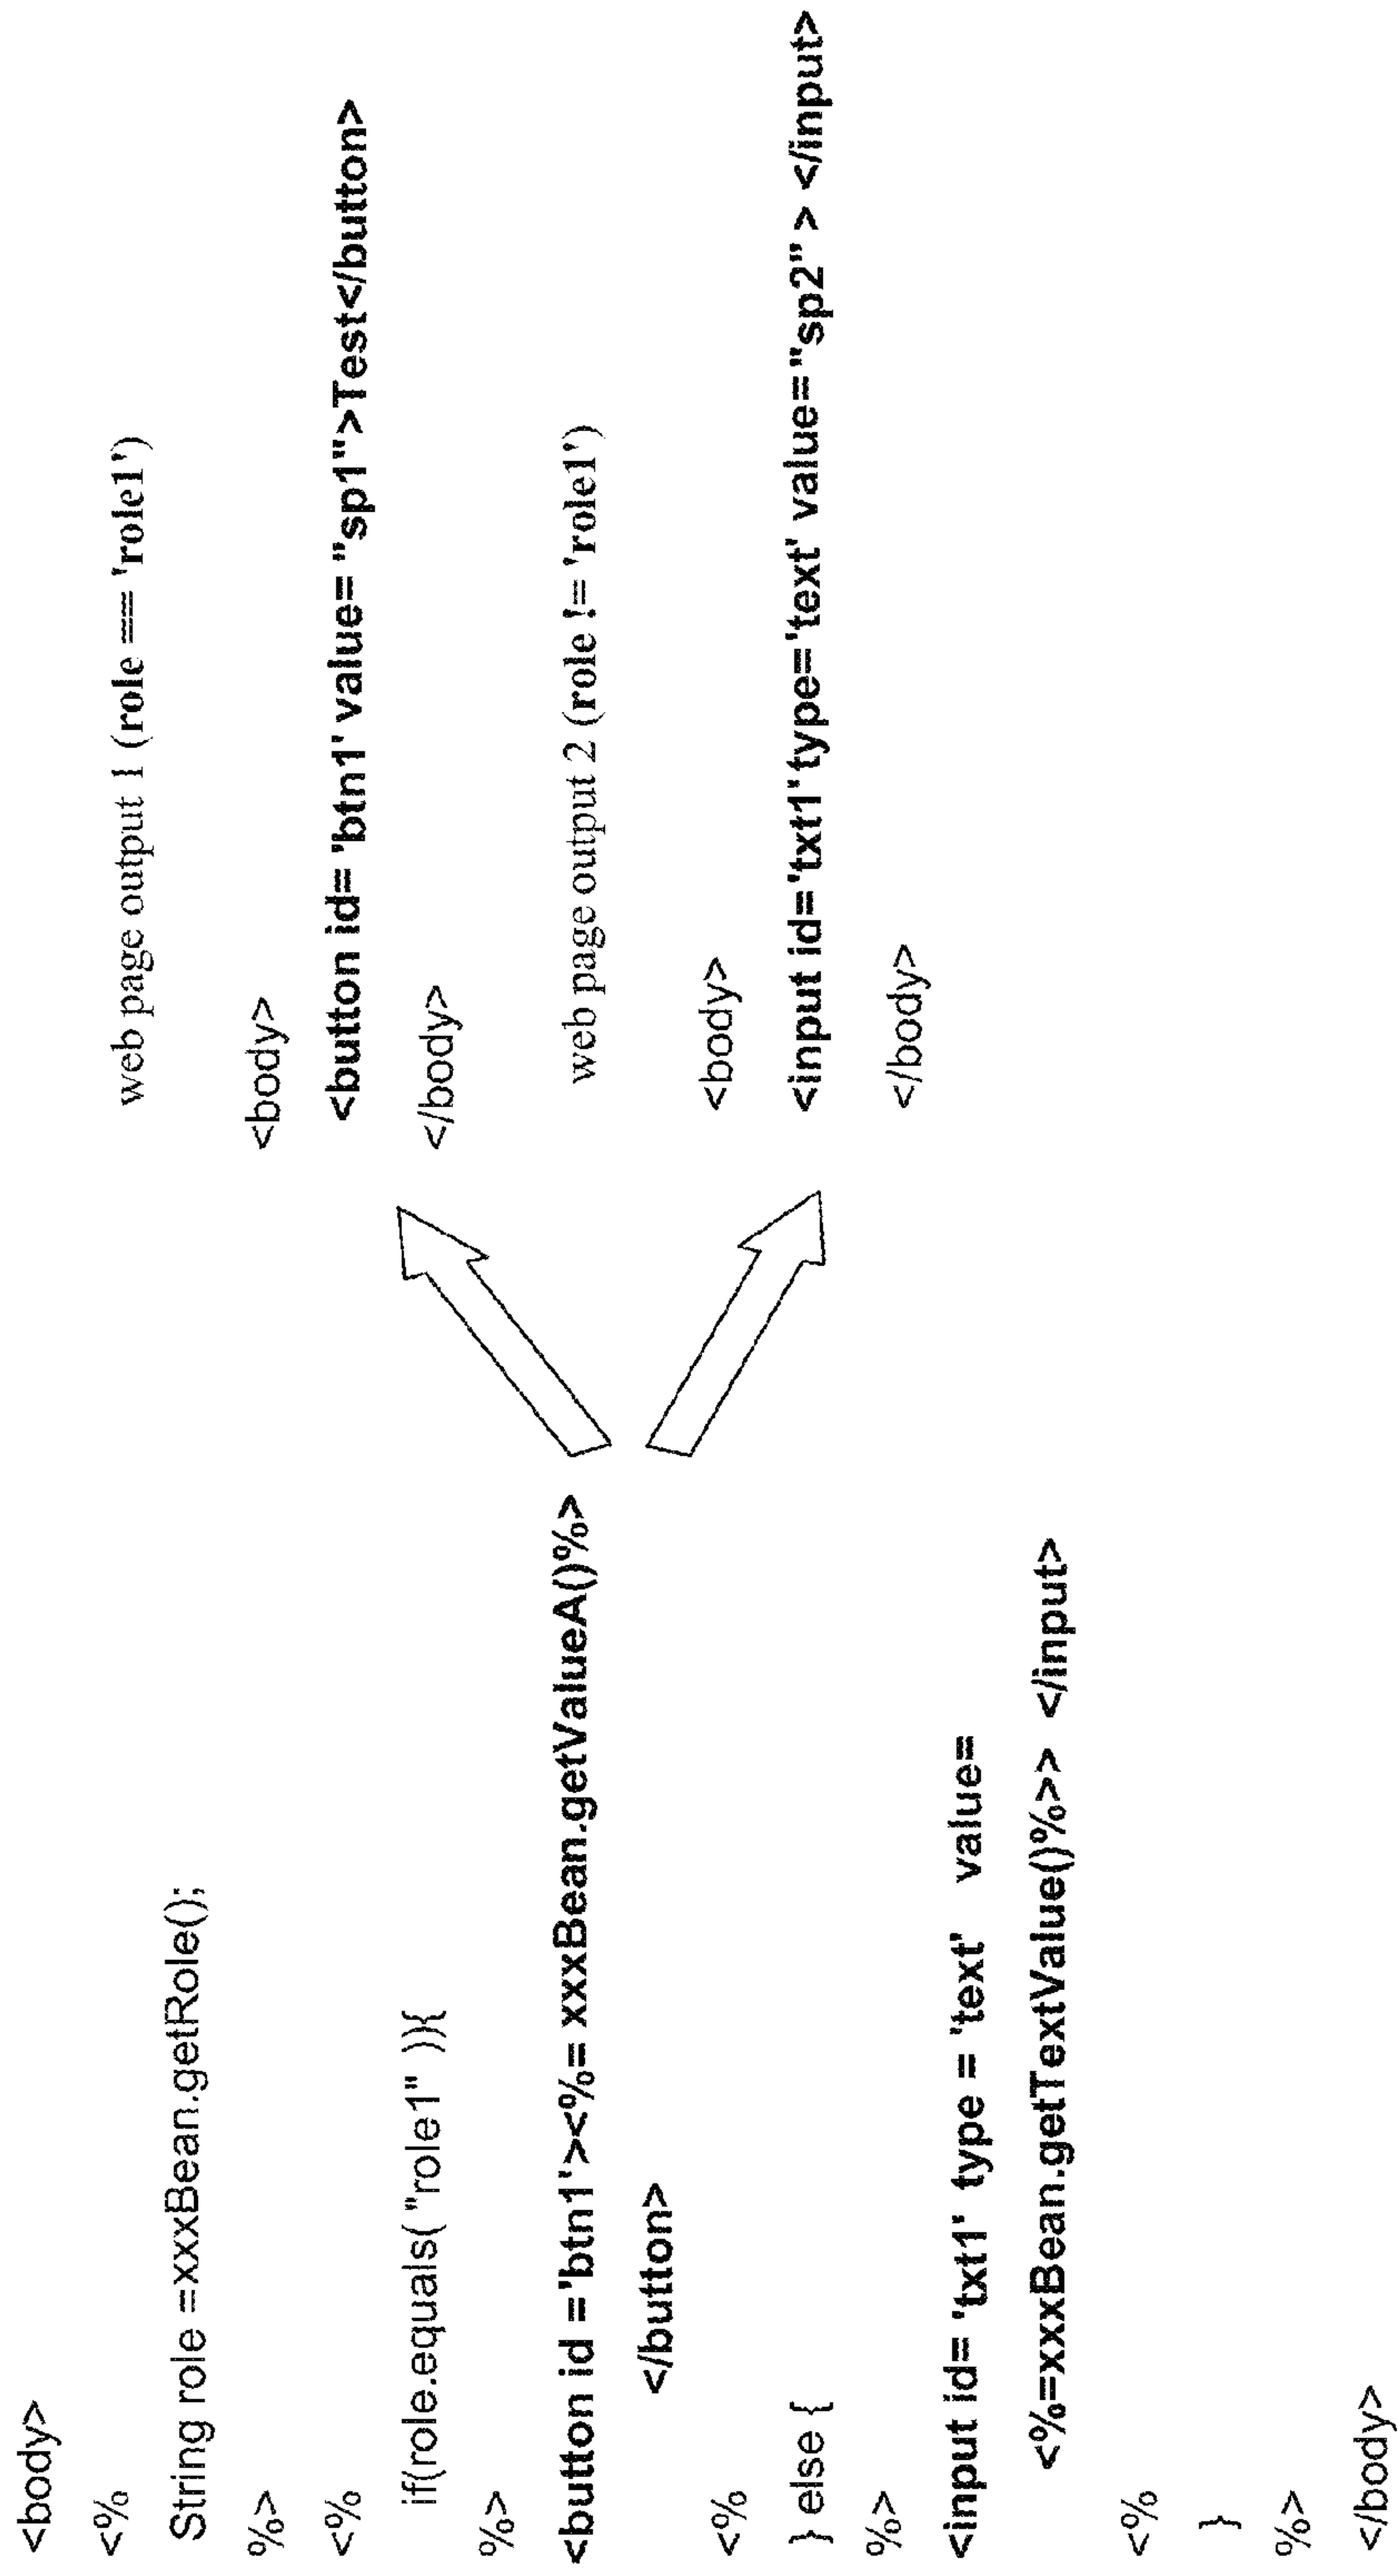 <body>
<%
String role =xxxBean.getRole();
%>
<%
if(role.equals( "role1" )){
%>
<button id ='btn1'><%= xxxBean.getValueA()%>
</button>
<%
} else {
%>
<input id= 'txt1' type = 'text' value=
<%=xxxBean.getTextValue()%>> </input>
<%
}
%>
</body>
web page output 1 (role == 'role1')
<body>
<button id= 'btn1' value= "sp1">Test</button>
</body>
web page output 2 (role != 'role1')
<body>
<input id='txt1' type='text' value="sp2" > </input>
</body>